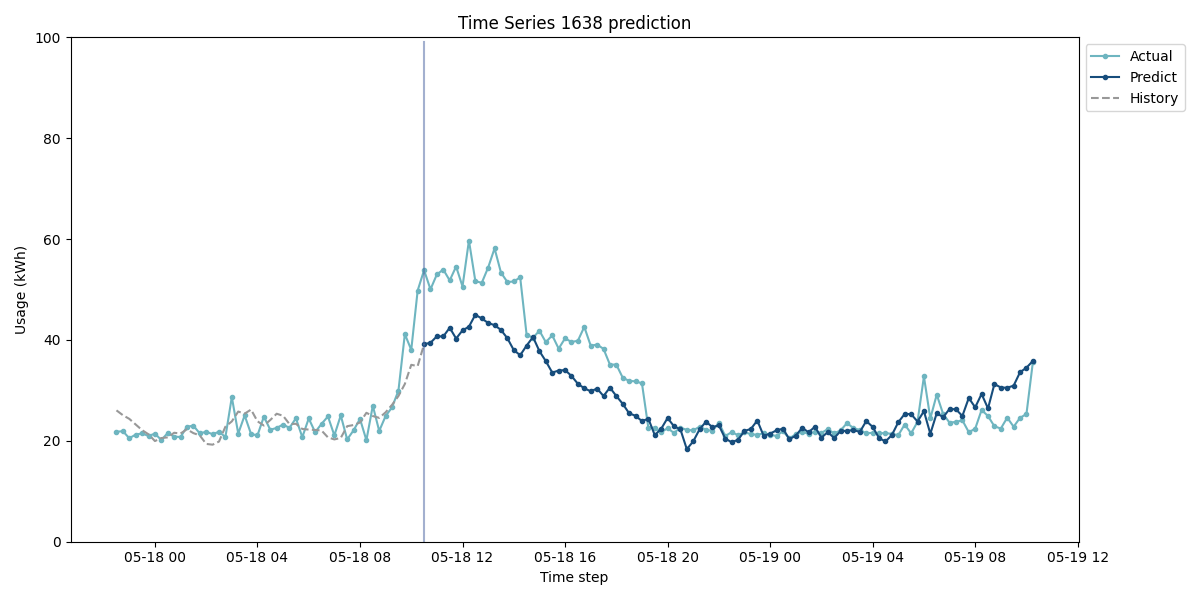 Time Series 1638 prediction
100
80
60
40
20
0
Usage (kWh)
05-18 00
05-18 04
05-18 08
05-18 12
05-18 16
05-18 20
05-19 00
05-19 04
05-19 08
05-19 12
Time step
Actual
Predict
History